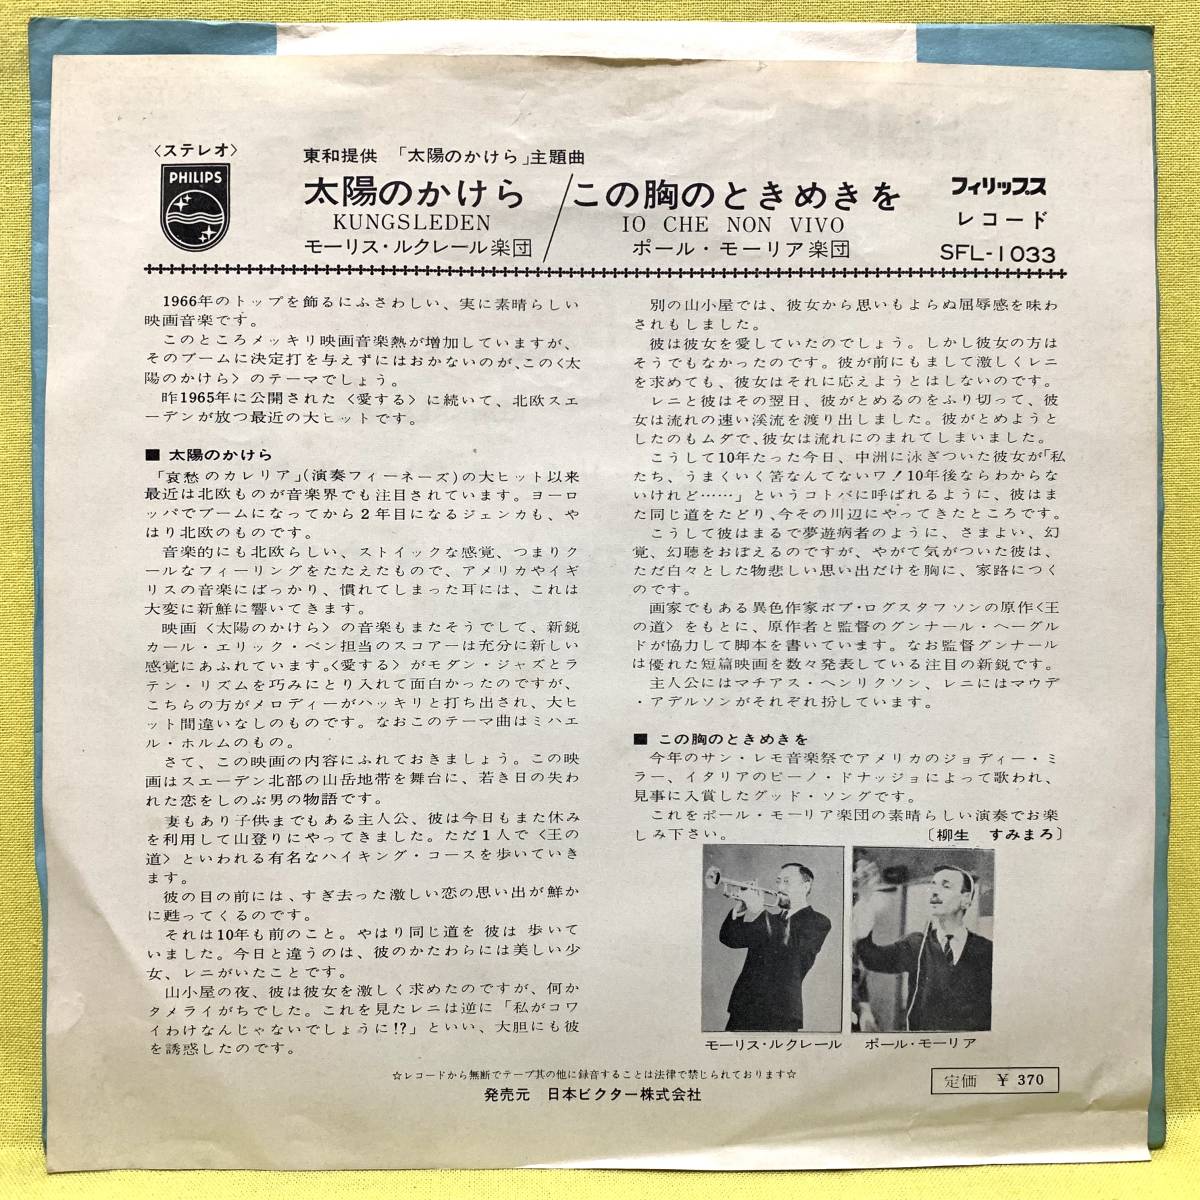 〈ステレオ〉
PHILIPS
東和提供 「太陽のかけら」主題曲
太陽のかけら／この胸のときめきを
KUNGSLEDEN
IO CHE NON VIVO
モーリス・ルクレール楽団
ポール・モーリア楽団
フィリップス
レコード
SFL-1033
1966年のトップを飾るにふさわしい、実に素晴らしい
映画音楽です。
このところメッキリ映画音楽熱が増加していますが、
そのブームに決定打を与えずにはおかないのが、この〈太
陽のかけら〉のテーマでしょう。
昨1965年に公開された〈愛する〉に続いて、北欧スエ
ーデンが放つ最近の大ヒットです。
■ 太陽のかけら
「哀愁のカレリア」(演奏フィーネーズ)の大ヒット以来
最近は北欧ものが音楽界でも注目されています。ヨーロ
ッパでブームになってから２年目になるジェンカも、や
はり北欧のものです。
音楽的にも北欧らしい、ストイックな感覚、つまりク
ールなフィーリングをたたえたもので、アメリカやイギ
リスの音楽にばっかり、慣れてしまった耳には、これは
大変に新鮮に響いてきます。
映画〈太陽のかけら〉の音楽もまたそうでして、新鋭
カール・エリック・ベン担当のスコアーは充分に新しい
感覚にあふれています。〈愛する〉がモダン・ジャズとラ
テン・リズムを巧みにとり入れて面白かったのですが、
こちらの方がメロディーがハッキリと打ち出され、大ヒ
ット間違いなしのものです。なおこのテーマ曲はミハエ
ル・ホルムのもの。
さて、この映画の内容にふれておきましょう。この映
画はスエーデン北部の山岳地帯を舞台に、若き日の失わ
れた恋をしのぶ男の物語です。
妻もあり子供までもある主人公、彼は今日もまた休み
を利用して山登りにやってきました。ただ１人で〈王の
道〉といわれる有名なハイキング・コースを歩いていき
ます。
彼の目の前には、すぎ去った激しい恋の思い出が鮮か
に甦ってくるのです。
それは10年も前のこと。やはり同じ道を 彼は 歩いて
いました。今日と違うのは、彼のかたわらには美しい少
女、レニがいたことです。
山小屋の夜、彼は彼女を激しく求めたのですが、何か
タメライがちでした。これを見たレニは逆に「私がコワ
イわけなんじゃないでしょうに!?」といい、大胆にも彼
を誘惑したのです。
別の山小屋では、彼女から思いもよらぬ屈辱感を味わ
されもしました。
彼は彼女を愛していたのでしょう。しかし彼女の方は
そうでもなかったのです。彼が前にもまして激しくレニ
を求めても、彼女はそれに応えようとはしないのです。
レニと彼はその翌日、彼がとめるのをふり切って、彼
女は流れの速い溪流を渡り出しました。彼がとめようと
したのもムダで、彼女は流れにのまれてしまいました。
こうして10年たった今日、中洲に泳ぎついた彼女が「私
たち、うまくいく筈なんてないワ！10年後ならわからな
いけれど……」というコトバに呼ばれるように、彼はま
た同じ道をたどり、今その川辺にやってきたところです。
こうして彼はまるで夢遊病者のように、さまよい、幻
覚、幻聴をおぼえるのですが、やがて気がついた彼は、
ただ白々とした物悲しい思い出だけを胸に、家路につく
のです。
画家でもある異色作家ボブ・ログスタフソンの原作〈王
の道〉をもとに、原作者と監督のグンナール・ヘーグル
ドが協力して脚本を書いています。なお監督グンナール
は優れた短篇映画を数々発表している注目の新鋭です。
主人公にはマチアス・ヘンリクソン、レニにはマウデ
・アデルソンがそれぞれ扮しています。
■ この胸のときめきを
今年のサン・レモ音楽祭でアメリカのジョディー・ミ
ラー、イタリアのピーノ・ドナッジョによって歌われ、
見事に入賞したグッド・ソングです。
これをポール・モーリア楽団の素晴らしい演奏でお楽
しみ下さい。 〔柳生 すみまろ〕
モーリス・ルクレール
ポール・モーリア
☆レコードから無断でテープ其の他に録音することは法律で禁じられております☆
発売元 日本ビクター株式会社
定価 ￥370